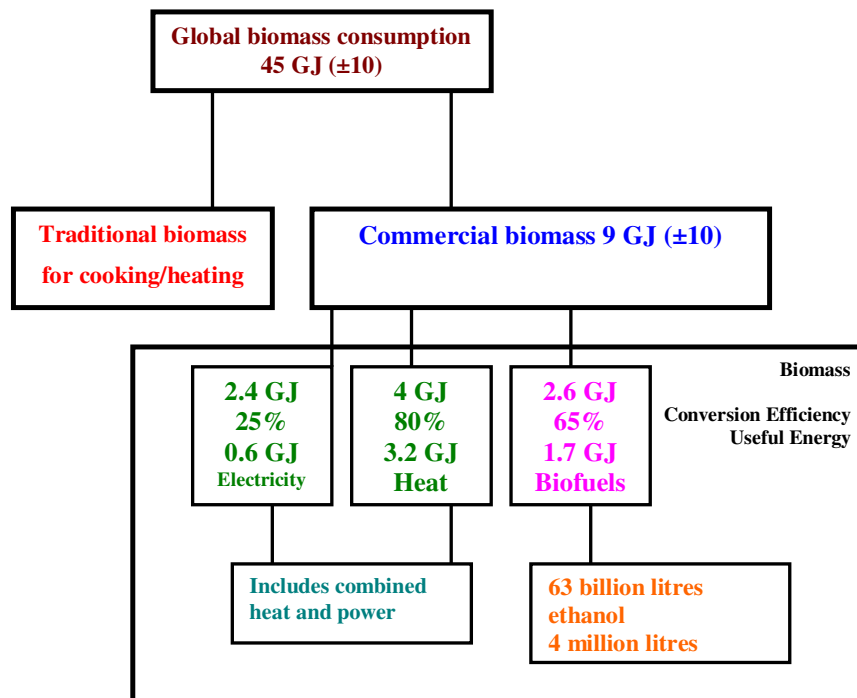 Global biomass consumption
45 GJ (±10)
Traditional biomass
for cooking/heating
Commercial biomass 9 GJ (±10)
Biomass
Conversion Efficiency
Useful Energy
2.4 GJ
25%
0.6 GJ
Electricity
4 GJ
80%
3.2 GJ
Heat
2.6 GJ
65%
1.7 GJ
Biofuels
Includes combined
heat and power
63 billion litres
ethanol
4 million litres